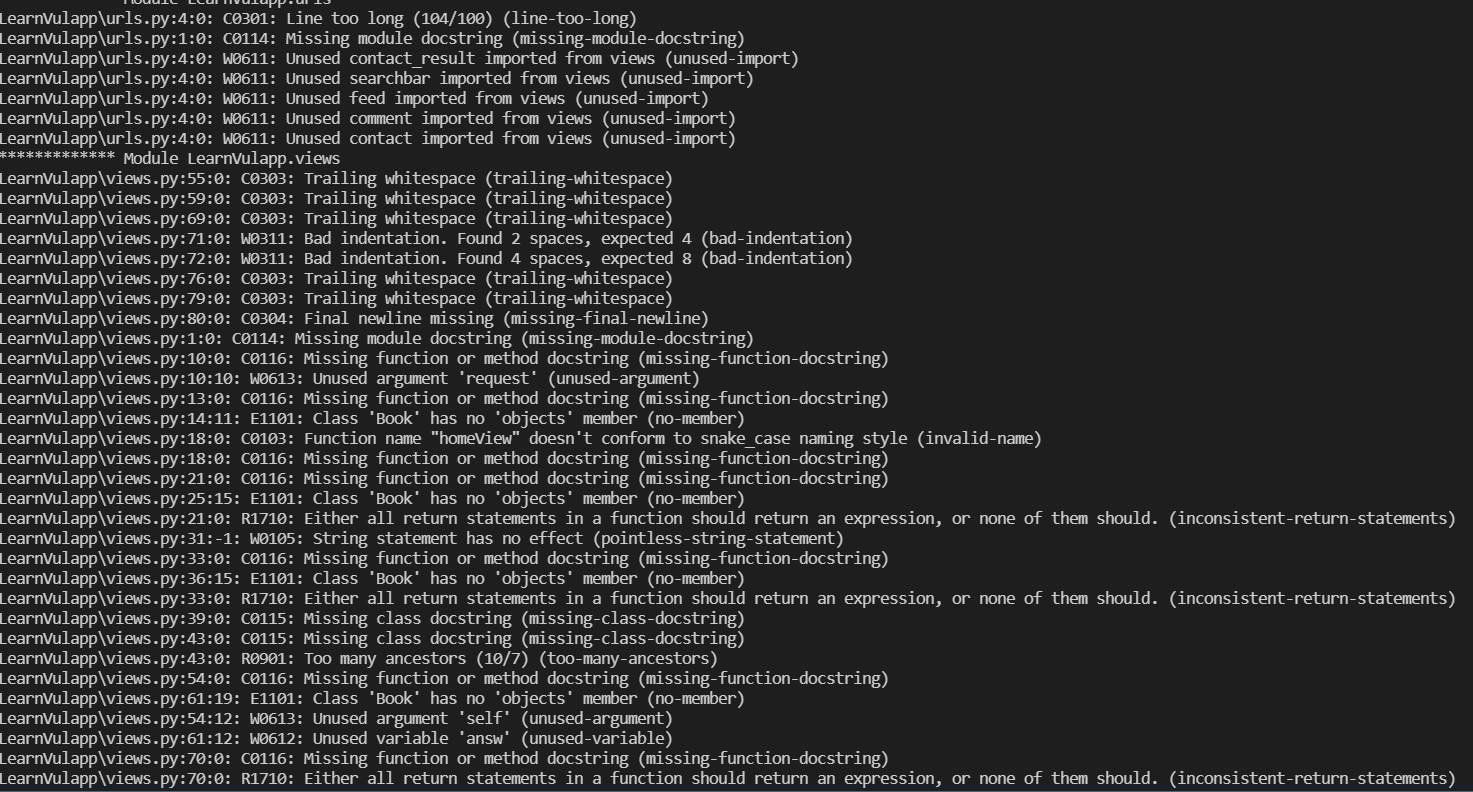 Module LearnVulapp.urls
LearnVulapp\urls.py:4:0: C0301: Line too long (104/100) (line-too-long)
LearnVulapp\urls.py:1:0: C0114: Missing module docstring (missing-module-docstring)
LearnVulapp\urls.py:4:0: W0611: Unused contact_result imported from views (unused-import)
LearnVulapp\urls.py:4:0: W0611: Unused searchbar imported from views (unused-import)
LearnVulapp\urls.py:4:0: W0611: Unused feed imported from views (unused-import)
LearnVulapp\urls.py:4:0: W0611: Unused comment imported from views (unused-import)
LearnVulapp\urls.py:4:0: W0611: Unused contact imported from views (unused-import)
************* Module LearnVulapp.views
LearnVulapp\views.py:55:0: C0303: Trailing whitespace (trailing-whitespace)
LearnVulapp\views.py:59:0: C0303: Trailing whitespace (trailing-whitespace)
LearnVulapp\views.py:69:0: C0303: Trailing whitespace (trailing-whitespace)
LearnVulapp\views.py:71:0: W0311: Bad indentation. Found 2 spaces, expected 4 (bad-indentation)
LearnVulapp\views.py:72:0: W0311: Bad indentation. Found 4 spaces, expected 8 (bad-indentation)
LearnVulapp\views.py:76:0: C0303: Trailing whitespace (trailing-whitespace)
LearnVulapp\views.py:79:0: C0303: Trailing whitespace (trailing-whitespace)
LearnVulapp\views.py:80:0: C0304: Final newline missing (missing-final-newline)
LearnVulapp\views.py:1:0: C0114: Missing module docstring (missing-module-docstring)
LearnVulapp\views.py:10:0: C0116: Missing function or method docstring (missing-function-docstring)
LearnVulapp\views.py:10:10: W0613: Unused argument 'request' (unused-argument)
LearnVulapp\views.py:13:0: C0116: Missing function or method docstring (missing-function-docstring)
LearnVulapp\views.py:14:11: E1101: Class 'Book' has no 'objects' member (no-member)
LearnVulapp\views.py:18:0: C0103: Function name "homeView" doesn't conform to snake_case naming style (invalid-name)
LearnVulapp\views.py:18:0: C0116: Missing function or method docstring (missing-function-docstring)
LearnVulapp\views.py:21:0: C0116: Missing function or method docstring (missing-function-docstring)
LearnVulapp\views.py:25:15: E1101: Class 'Book' has no 'objects' member (no-member)
LearnVulapp\views.py:21:0: R1710: Either all return statements in a function should return an expression, or none of them should. (inconsistent-return-statements)
LearnVulapp\views.py:31:-1: W0105: String statement has no effect (pointless-string-statement)
LearnVulapp\views.py:33:0: C0116: Missing function or method docstring (missing-function-docstring)
LearnVulapp\views.py:36:15: E1101: Class 'Book' has no 'objects' member (no-member)
LearnVulapp\views.py:33:0: R1710: Either all return statements in a function should return an expression, or none of them should. (inconsistent-return-statements)
LearnVulapp\views.py:39:0: C0115: Missing class docstring (missing-class-docstring)
LearnVulapp\views.py:43:0: C0115: Missing class docstring (missing-class-docstring)
LearnVulapp\views.py:43:0: R0901: Too many ancestors (10/7) (too-many-ancestors)
LearnVulapp\views.py:54:0: C0116: Missing function or method docstring (missing-function-docstring)
LearnVulapp\views.py:61:19: E1101: Class 'Book' has no 'objects' member (no-member)
LearnVulapp\views.py:54:12: W0613: Unused argument 'self' (unused-argument)
LearnVulapp\views.py:61:12: W0612: Unused variable 'answ' (unused-variable)
LearnVulapp\views.py:70:0: C0116: Missing function or method docstring (missing-function-docstring)
LearnVulapp\views.py:70:0: R1710: Either all return statements in a function should return an expression, or none of them should. (inconsistent-return-statements)